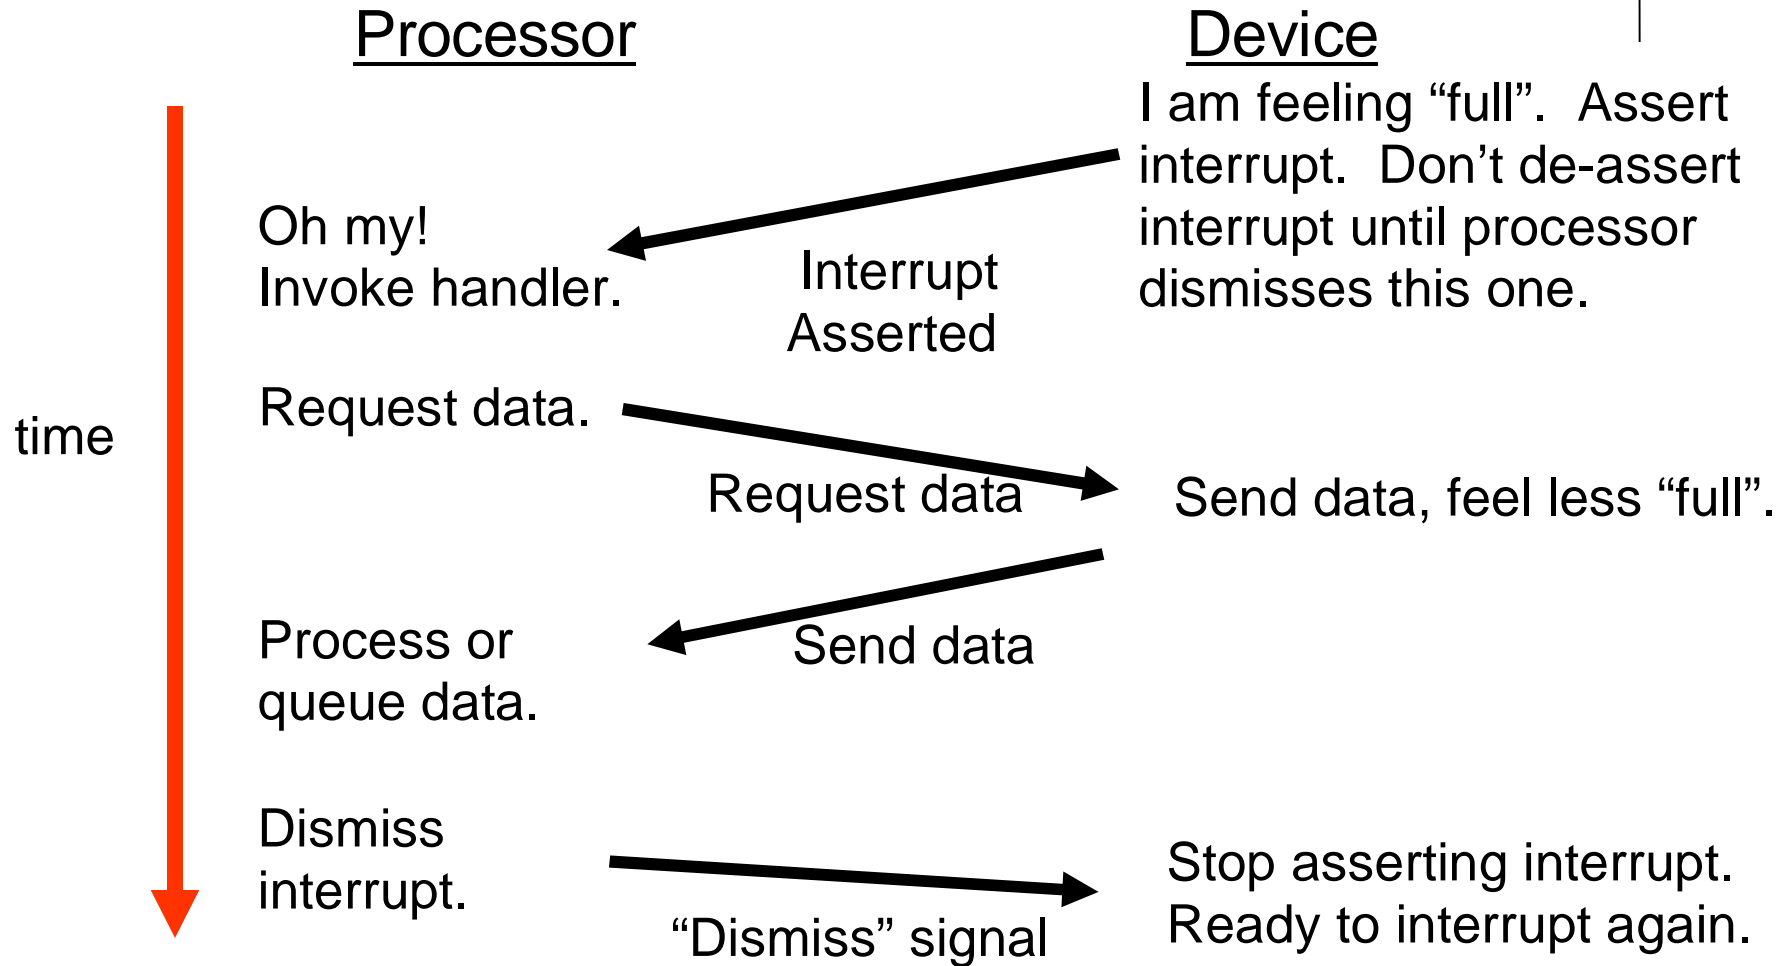 Processor
Device
I am feeling “full”.  Assert
interrupt.  Don’t de-assert
interrupt until processor
dismisses this one.
Oh my!
Invoke handler.
Interrupt
Asserted
time
Request data.
Request data
Send data, feel less “full”.
Send data
Process or
queue data.
Dismiss
interrupt.
“Dismiss” signal
Stop asserting interrupt.
Ready to interrupt again.